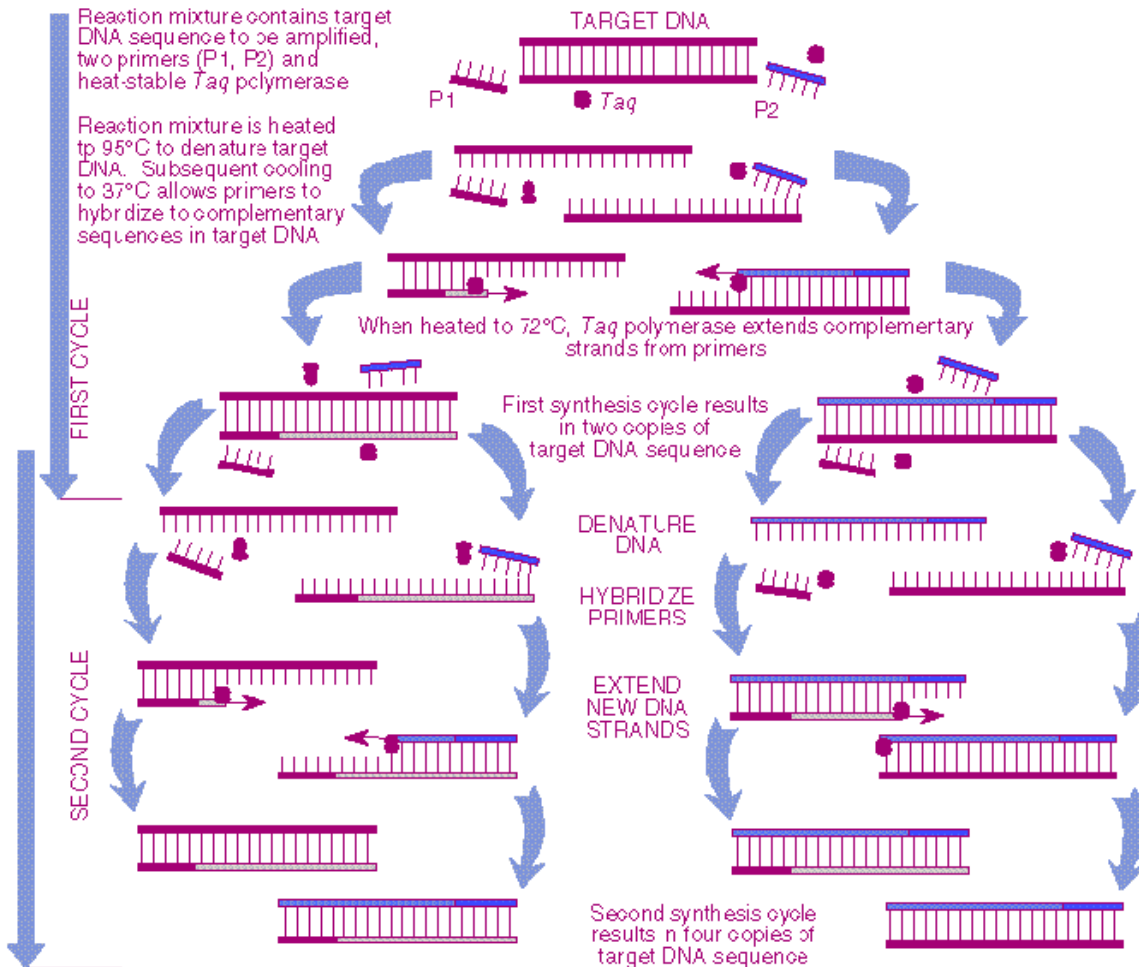 Reaction mixture contains target
DNA sequence to be amplified,
two primers (P1, P2) and
heat-stable Taq polymerase
TARGET DNA
P1
Taq
P2
Reaction mixture is heated
tp 95°C to denature target
DNA. Subsequent cooling
to 37°C allows primers to
hybridize to complementary
sequences in target DNA
When heated to 72°C, Taq polymerase extends complementary
strands from primers
FIRST CYCLE
First synthesis cycle results
in two copies of
target DNA sequence
DENATURE
DNA
HYBRIDZE
PRIMERS
SECOND CYCLE
EXTEND
NEW DNA
STRANDS
Second synthesis cycle
results in four copies of
target DNA sequence